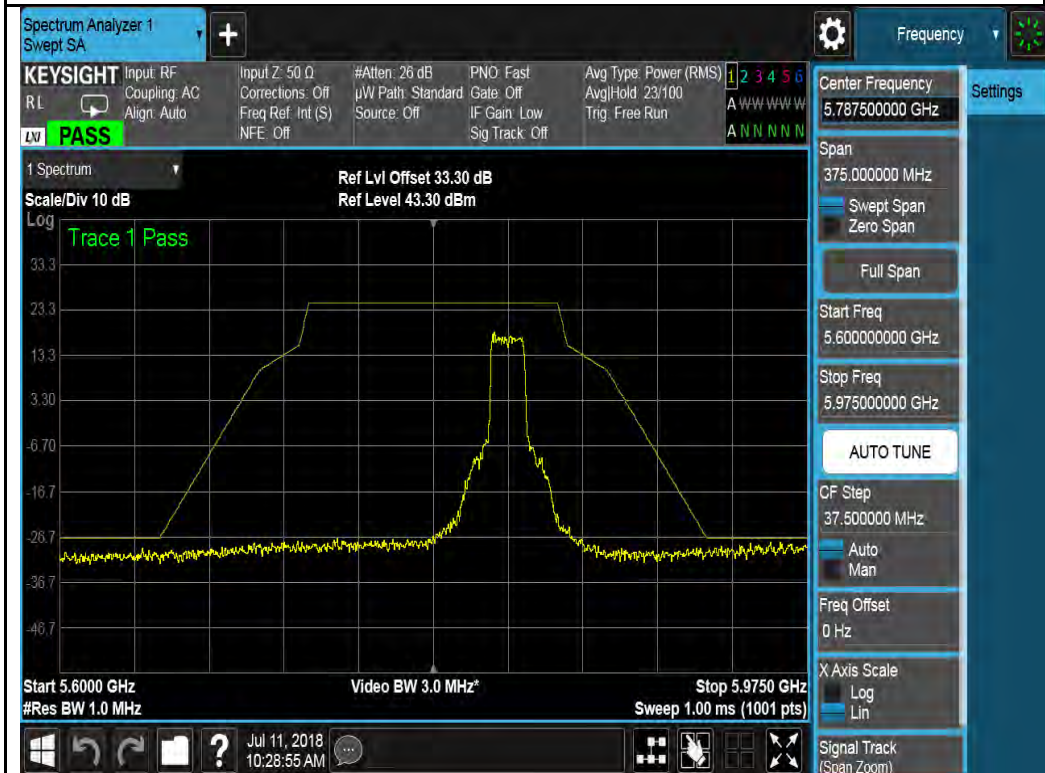 Spectrum Analyzer 1
Swept SA
+
Frequency
KEYSIGHT
RL
LXI
PASS
Input: RF
Coupling: AC
Align: Auto
Input Z: 50 Ω
Corrections: Off
Freq Ref: Int (S)
NFE: Off
#Atten: 26 dB
µW Path: Standard
Source: Off
PNO: Fast
Gate: Off
IF Gain: Low
Sig Track: Off
Avg Type: Power (RMS)
Avg|Hold: 23/100
Trig: Free Run
1 2 3 4 5 6
A W W W W W
A N N N N N
1 Spectrum
Scale/Div 10 dB
Ref Lvl Offset 33.30 dB
Ref Level 43.30 dBm
Log
Trace 1 Pass
33.3
23.3
13.3
3.30
-6.70
-16.7
-26.7
-36.7
-46.7
Start 5.6000 GHz
#Res BW 1.0 MHz
Video BW 3.0 MHz*
Stop 5.9750 GHz
Sweep 1.00 ms (1001 pts)
?
Jul 11, 2018
10:28:55 AM
Center Frequency
5.787500000 GHz
Span
375.000000 MHz
Swept Span
Zero Span
Full Span
Start Freq
5.600000000 GHz
Stop Freq
5.975000000 GHz
AUTO TUNE
CF Step
37.500000 MHz
Auto
Man
Freq Offset
0 Hz
X Axis Scale
Log
Lin
Signal Track
(Span Zoom)
Settings